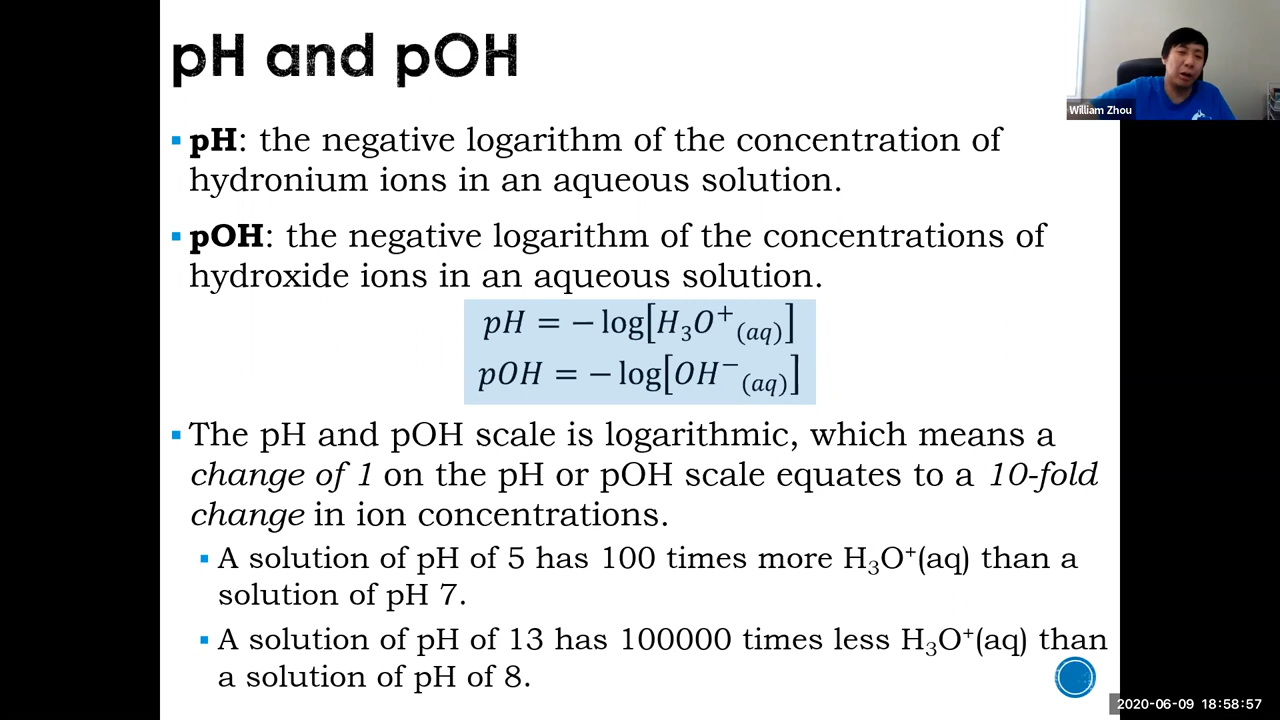 pH and pOH
William Zhou
▪ pH: the negative logarithm of the concentration of
hydronium ions in an aqueous solution.
▪ pOH: the negative logarithm of the concentrations of
hydroxide ions in an aqueous solution.
pH = − log[H₃O⁺₍aq₎]
pOH = − log[OH⁻₍aq₎]
▪ The pH and pOH scale is logarithmic, which means a
change of 1 on the pH or pOH scale equates to a 10-fold
change in ion concentrations.
▪ A solution of pH of 5 has 100 times more H₃O⁺(aq) than a
solution of pH 7.
▪ A solution of pH of 13 has 100000 times less H₃O⁺(aq) than
a solution of pH of 8.
2020-06-09 18:58:57